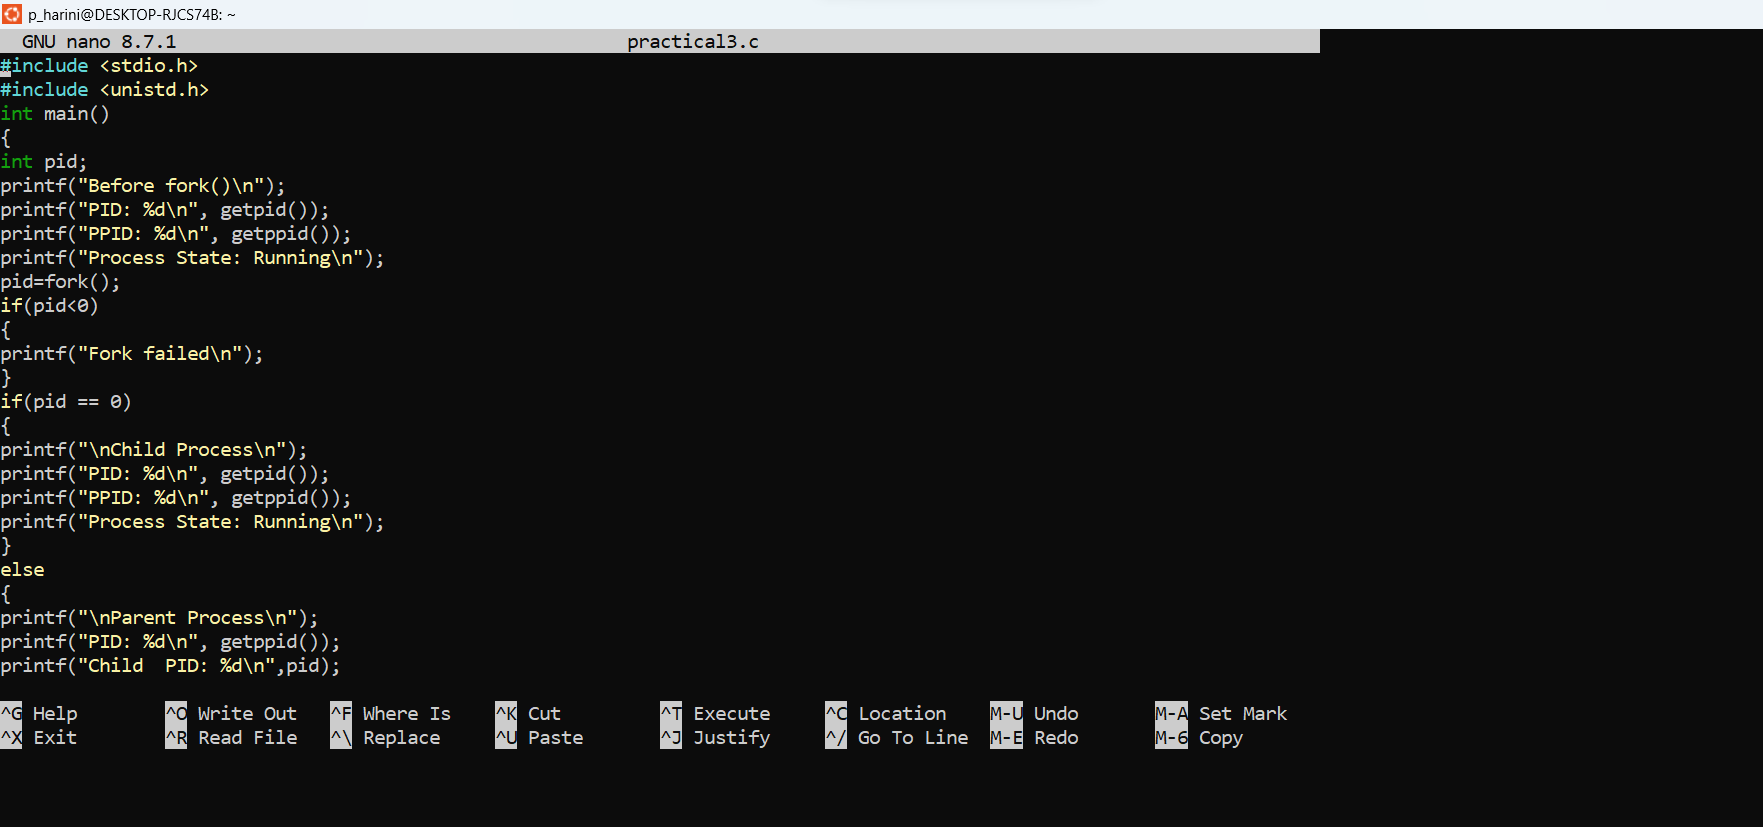 p_harini@DESKTOP-RJCS74B: ~
GNU nano 8.7.1 practical3.c
#include <stdio.h>
#include <unistd.h>
int main()
{
int pid;
printf("Before fork()\n");
printf("PID: %d\n", getpid());
printf("PPID: %d\n", getppid());
printf("Process State: Running\n");
pid=fork();
if(pid<0)
{
printf("Fork failed\n");
}
if(pid == 0)
{
printf("\nChild Process\n");
printf("PID: %d\n", getpid());
printf("PPID: %d\n", getppid());
printf("Process State: Running\n");
}
else
{
printf("\nParent Process\n");
printf("PID: %d\n", getppid());
printf("Child  PID: %d\n",pid);
^G Help ^O Write Out ^F Where Is ^K Cut ^T Execute ^C Location M-U Undo M-A Set Mark
^X Exit ^R Read File ^\ Replace ^U Paste ^J Justify ^/ Go To Line M-E Redo M-6 Copy